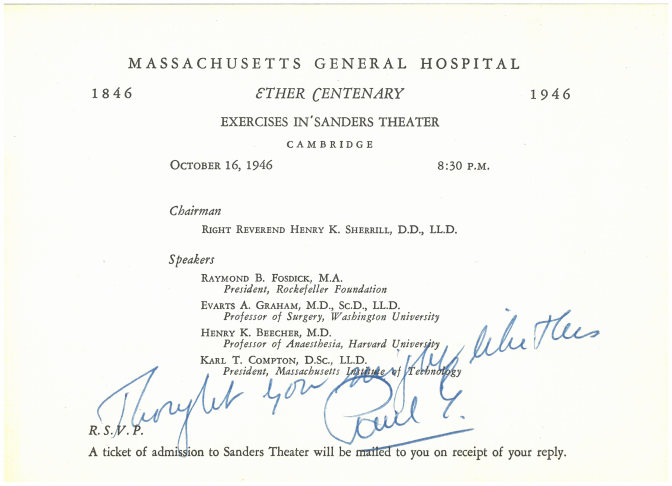 MASSACHUSETTS GENERAL HOSPITAL
1846 ETHER CENTENARY 1946
EXERCISES IN SANDERS THEATER
CAMBRIDGE
OCTOBER 16, 1946 8:30 P.M.
Chairman
RIGHT REVEREND HENRY K. SHERRILL, D.D., LL.D.
Speakers
RAYMOND B. FOSDICK, M.A.
President, Rockefeller Foundation
EVARTS A. GRAHAM, M.D., SC.D., LL.D.
Professor of Surgery, Washington University
HENRY K. BEECHER, M.D.
Professor of Anaesthesia, Harvard University
KARL T. COMPTON, D.SC., LL.D.
President, Massachusetts Institute of Technology
Thought you might like this
Paul
R.S.V.P.
A ticket of admission to Sanders Theater will be mailed to you on receipt of your reply.